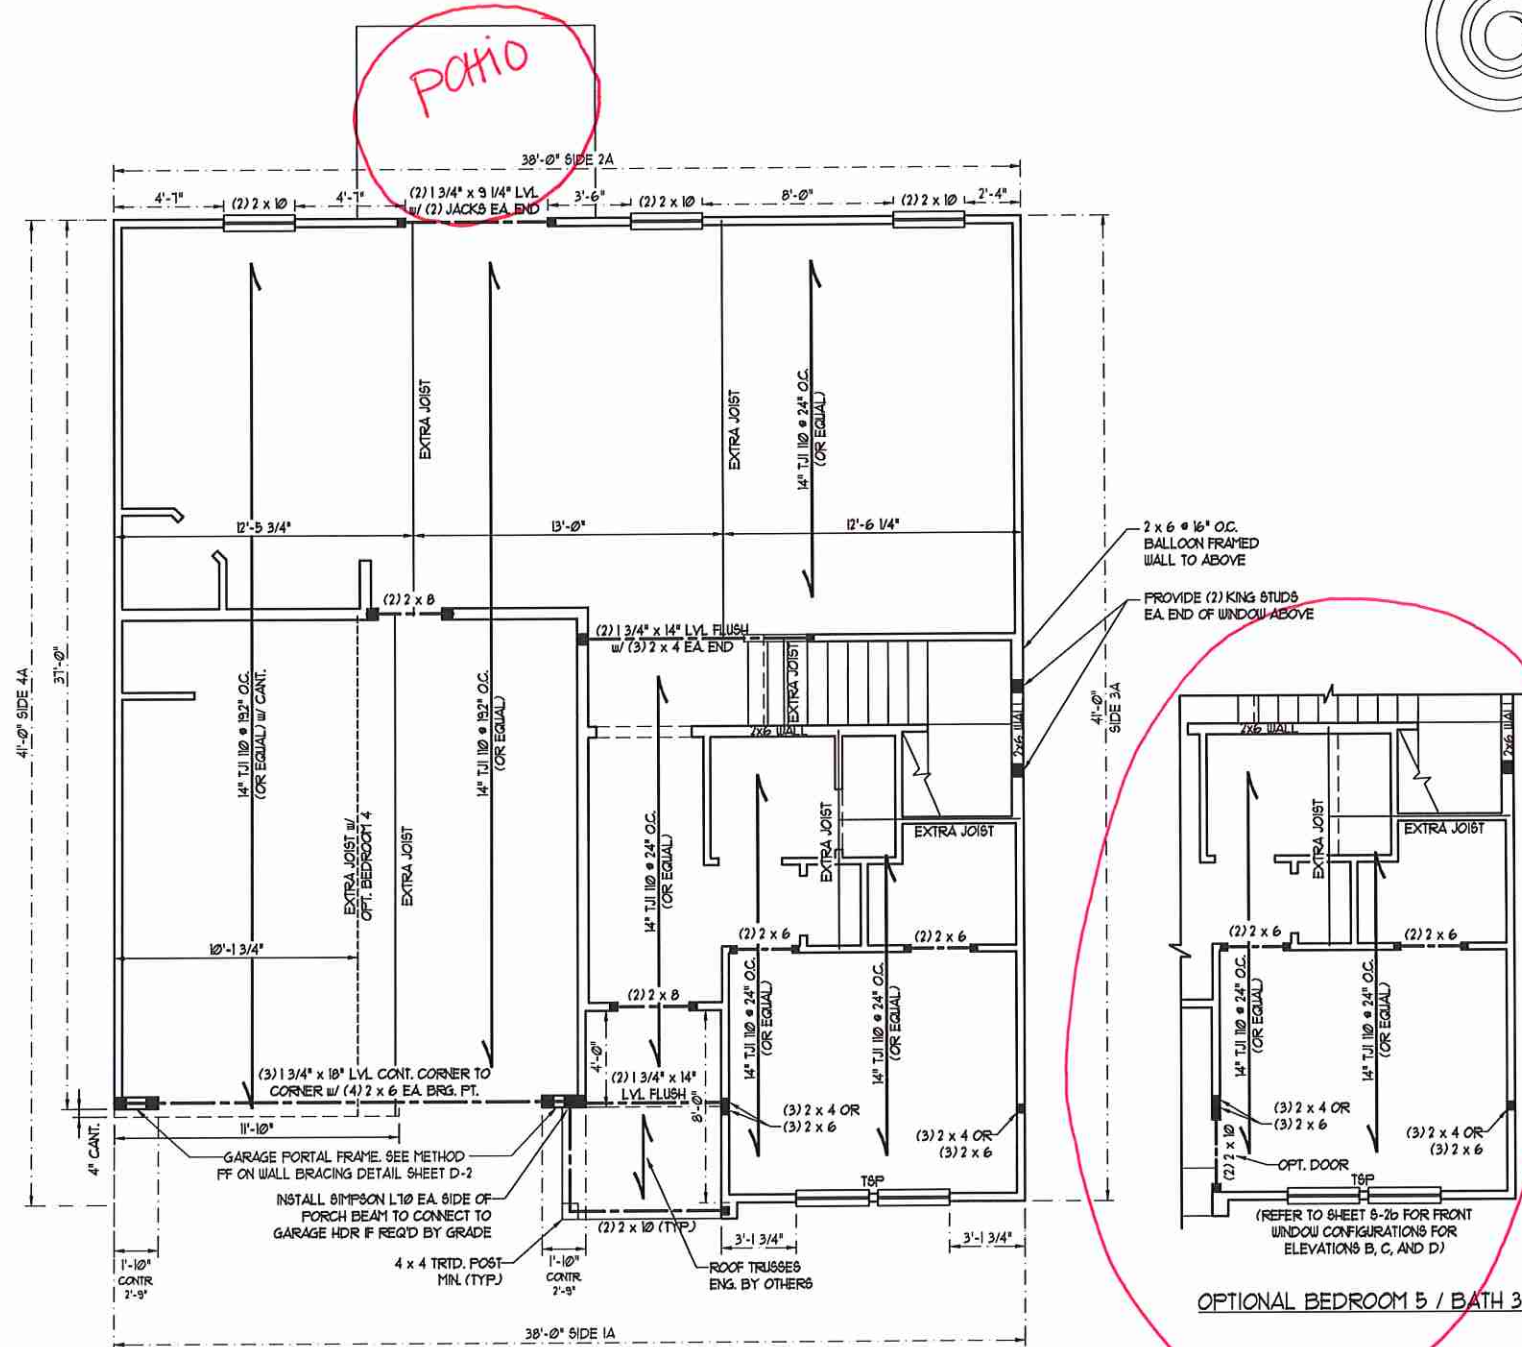 PATIO
38'-0" SIDE 2A
4'-7"
(2) 2 x 10
4'-7"
(2) 1 3/4" x 9 1/4" LVL
w/ (2) JACKS EA. END
3'-6"
(2) 2 x 10
8'-0"
(2) 2 x 10
2'-4"
41'-0" SIDE 4A
37'-0"
EXTRA JOIST
EXTRA JOIST
14" TJI 110 @ 24" O.C.
(OR EQUAL)
12'-5 3/4"
13'-0"
12'-6 1/4"
2 x 6 @ 16" O.C.
BALLOON FRAMED
WALL TO ABOVE
PROVIDE (2) KING STUDS
EA. END OF WINDOW ABOVE
(2) 2 x 8
(2) 1 3/4" x 14" LVL FLUSH
w/ (3) 2 x 4 EA. END
EXTRA JOIST
2x6 WALL
2x6 WALL
41'-0"
SIDE 3A
14" TJI 110 @ 19.2" O.C.
(OR EQUAL) w/ CANT.
14" TJI 110 @ 19.2" O.C.
(OR EQUAL)
EXTRA JOIST w/
OPT. BEDROOM 4
EXTRA JOIST
14" TJI 110 @ 24" O.C.
(OR EQUAL)
EXTRA JOIST
EXTRA JOIST
10'-1 3/4"
(2) 2 x 6
(2) 2 x 6
14" TJI 110 @ 24" O.C.
(OR EQUAL)
14" TJI 110 @ 24" O.C.
(OR EQUAL)
(2) 2 x 8
4'-0"
8'-0"
(3) 1 3/4" x 18" LVL CONT. CORNER TO
CORNER w/ (4) 2 x 6 EA. BRG. PT.
(2) 1 3/4" x 14"
LVL FLUSH
(3) 2 x 4 OR
(3) 2 x 6
(3) 2 x 4 OR
(3) 2 x 6
4" CANT.
11'-10"
GARAGE PORTAL FRAME. SEE METHOD
PF ON WALL BRACING DETAIL SHEET D-2
INSTALL SIMPSON L70 EA. SIDE OF
PORCH BEAM TO CONNECT TO
GARAGE HDR IF REQ'D BY GRADE
4 x 4 TRTD. POST
MIN. (TYP.)
(2) 2 x 10 (TYP.)
TSP
3'-1 3/4"
3'-1 3/4"
ROOF TRUSSES
ENG. BY OTHERS
1'-10"
CONTR
2'-9"
1'-10"
CONTR
2'-9"
38'-0" SIDE 1A
2x6 WALL
2x6 WALL
EXTRA JOIST
EXTRA JOIST
(2) 2 x 6
(2) 2 x 6
14" TJI 110 @ 24" O.C.
(OR EQUAL)
14" TJI 110 @ 24" O.C.
(OR EQUAL)
(3) 2 x 4 OR
(3) 2 x 6
(3) 2 x 4 OR
(3) 2 x 6
(2) 2 x 10
OPT. DOOR
TSP
(REFER TO SHEET S-2b FOR FRONT
WINDOW CONFIGURATIONS FOR
ELEVATIONS B, C, AND D)
OPTIONAL BEDROOM 5 / BATH 3